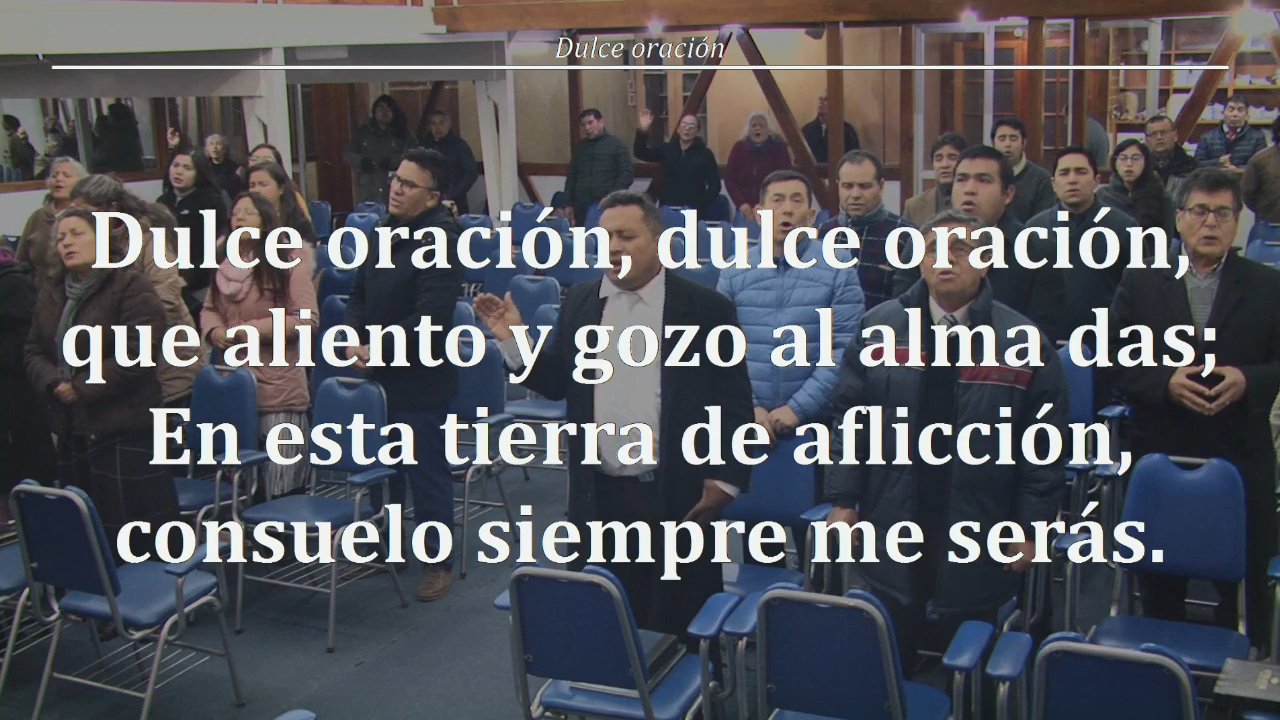 Dulce oración
Dulce oración, dulce oración,
que aliento y gozo al alma das;
En esta tierra de aflicción,
consuelo siempre me serás.